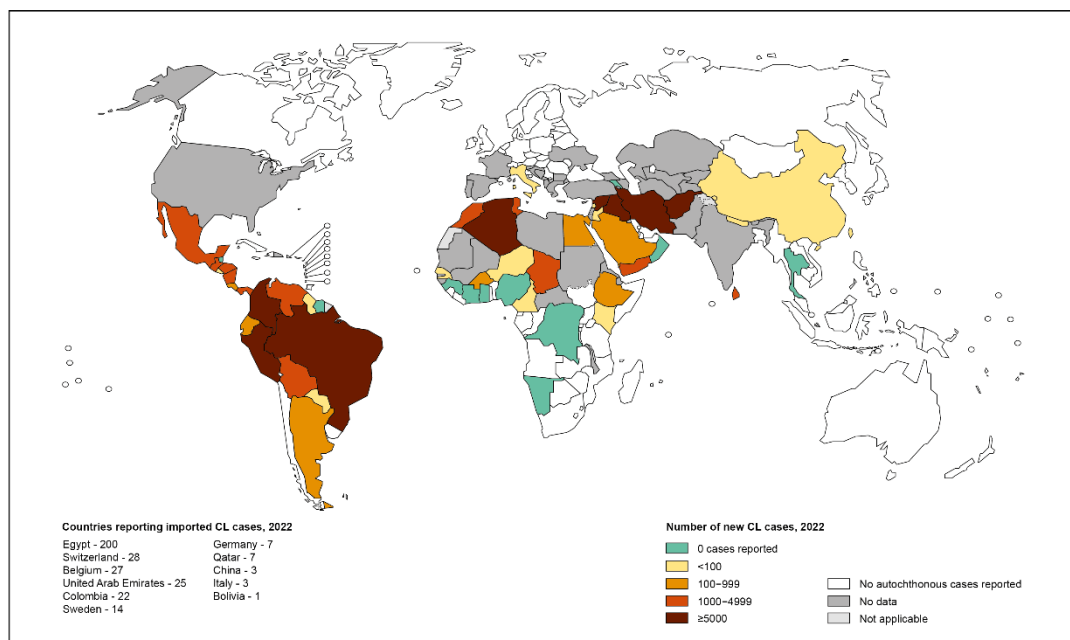 Countries reporting imported CL cases, 2022
Egypt - 200
Switzerland - 28
Belgium - 27
United Arab Emirates - 25
Colombia - 22
Sweden - 14
Germany - 7
Qatar - 7
China - 3
Italy - 3
Bolivia - 1
Number of new CL cases, 2022
0 cases reported
<100
100−999
1000−4999
≥5000
No autochthonous cases reported
No data
Not applicable